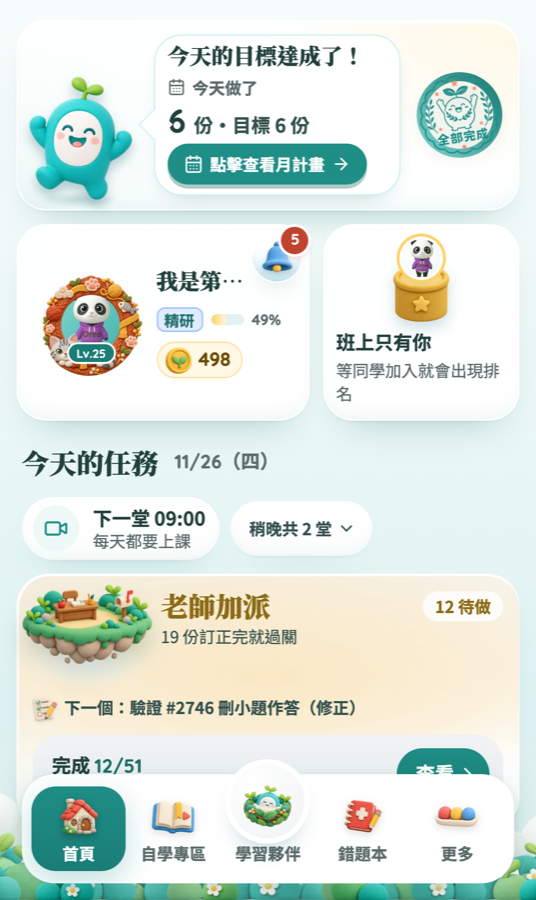 今天的目標達成了！
今天做了
6 份・目標 6 份
點擊查看月計畫
全部完成
5
我是第…
精研 49%
Lv.25
498
班上只有你
等同學加入就會出現排
名
今天的任務 11/26（四）
下一堂 09:00
每天都要上課
稍晚共 2 堂
老師加派
12 待做
19 份訂正完就過關
下一個：驗證 #2746 刪小題作答（修正）
完成 12/51
查看
首頁
自學專區
學習夥伴
錯題本
更多